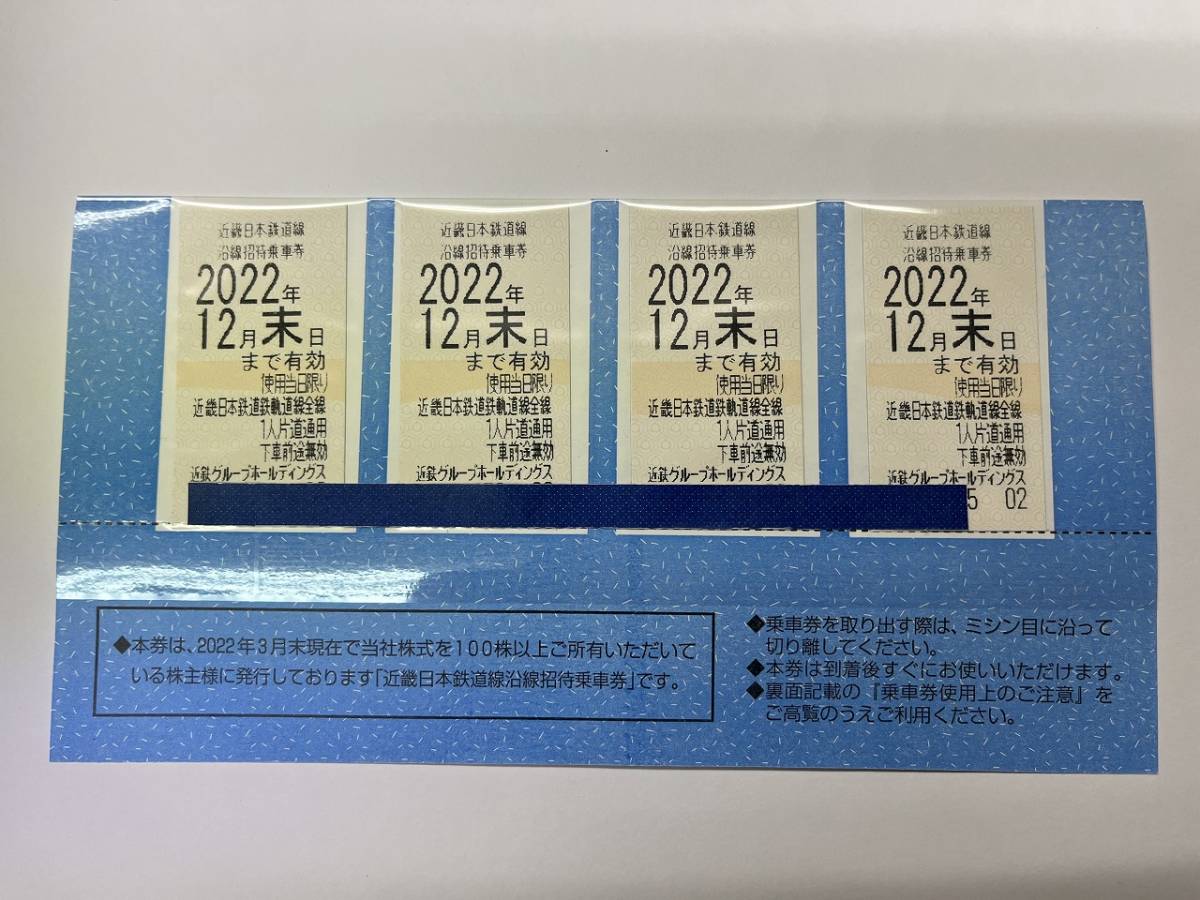 近畿日本鉄道線
沿線招待乗車券
2022年
12月末日
まで有効
使用当日限り
近畿日本鉄道鉄軌道線全線
1人片道通用
下車前途無効
近鉄グループホールディングス
近畿日本鉄道線
沿線招待乗車券
2022年
12月末日
まで有効
使用当日限り
近畿日本鉄道鉄軌道線全線
1人片道通用
下車前途無効
近鉄グループホールディングス
近畿日本鉄道線
沿線招待乗車券
2022年
12月末日
まで有効
使用当日限り
近畿日本鉄道鉄軌道線全線
1人片道通用
下車前途無効
近鉄グループホールディングス
近畿日本鉄道線
沿線招待乗車券
2022年
12月末日
まで有効
使用当日限り
近畿日本鉄道鉄軌道線全線
1人片道通用
下車前途無効
近鉄グループホールディングス
5 02
◆本券は、2022年3月末現在で当社株式を100株以上ご所有いただいて
いる株主様に発行しております「近畿日本鉄道線沿線招待乗車券」です。
◆乗車券を取り出す際は、ミシン目に沿って
切り離してください。
◆本券は到着後すぐにお使いいただけます。
◆裏面記載の『乗車券使用上のご注意』を
ご高覧のうえご利用ください。